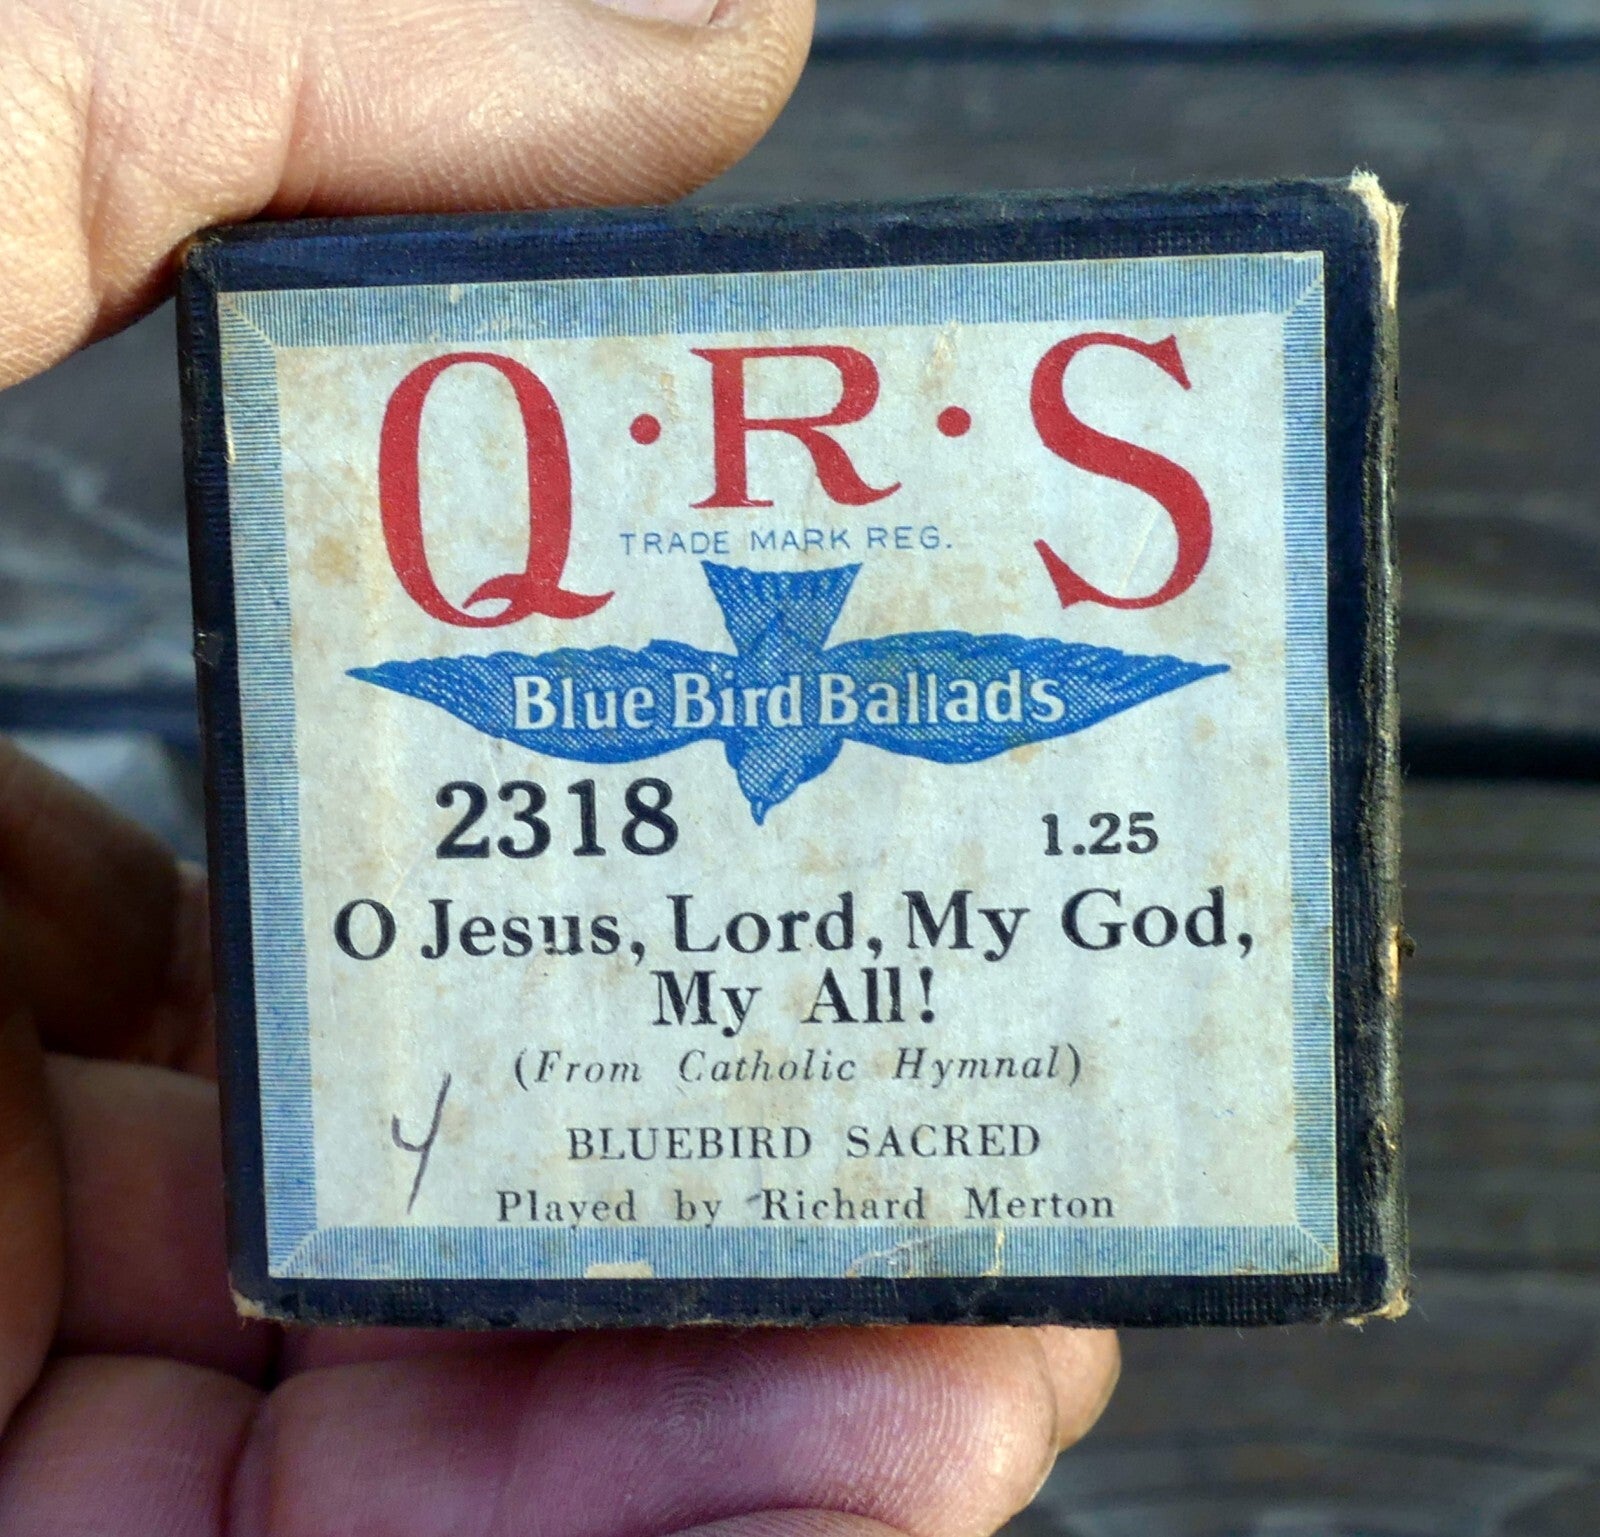 Q·R·S
TRADE MARK REG.
Blue Bird Ballads
2318 1.25
O Jesus, Lord, My God,
My All!
(From Catholic Hymnal)
4
BLUEBIRD SACRED
Played by Richard Merton